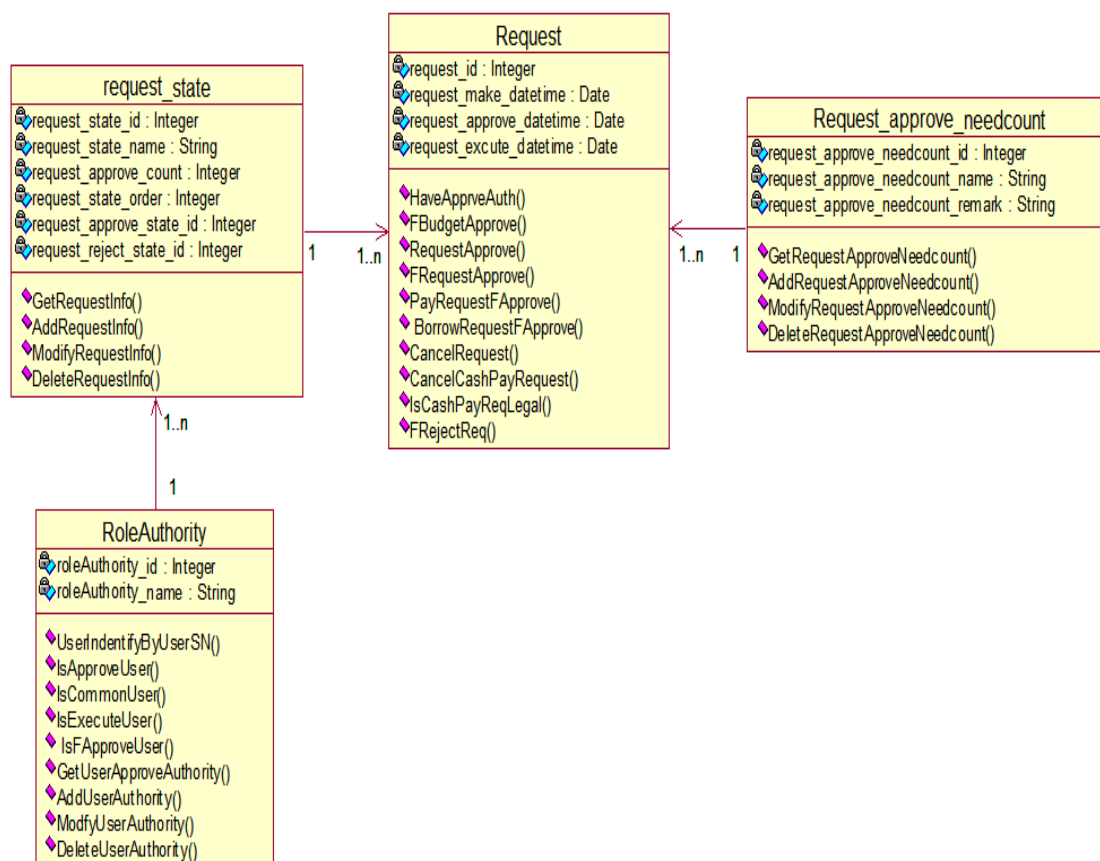 request_state
request_state_id : Integer
request_state_name : String
request_approve_count : Integer
request_state_order : Integer
request_approve_state_id : Integer
request_reject_state_id : Integer
GetRequestInfo()
AddRequestInfo()
ModifyRequestInfo()
DeleteRequestInfo()
1
1..n
Request
request_id : Integer
request_make_datetime : Date
request_approve_datetime : Date
request_excute_datetime : Date
HaveApprveAuth()
FBudgetApprove()
RequestApprove()
FRequestApprove()
PayRequestFApprove()
BorrowRequestFApprove()
CancelRequest()
CancelCashPayRequest()
IsCashPayReqLegal()
FRejectReq()
1..n
1
Request_approve_needcount
request_approve_needcount_id : Integer
request_approve_needcount_name : String
request_approve_needcount_remark : String
GetRequestApproveNeedcount()
AddRequestApproveNeedcount()
ModifyRequestApproveNeedcount()
DeleteRequestApproveNeedcount()
1..n
1
RoleAuthority
roleAuthority_id : Integer
roleAuthority_name : String
UserIndentifyByUserSN()
IsApproveUser()
IsCommonUser()
IsExecuteUser()
IsFApproveUser()
GetUserApproveAuthority()
AddUserAuthority()
ModfyUserAuthority()
DeleteUserAuthority()